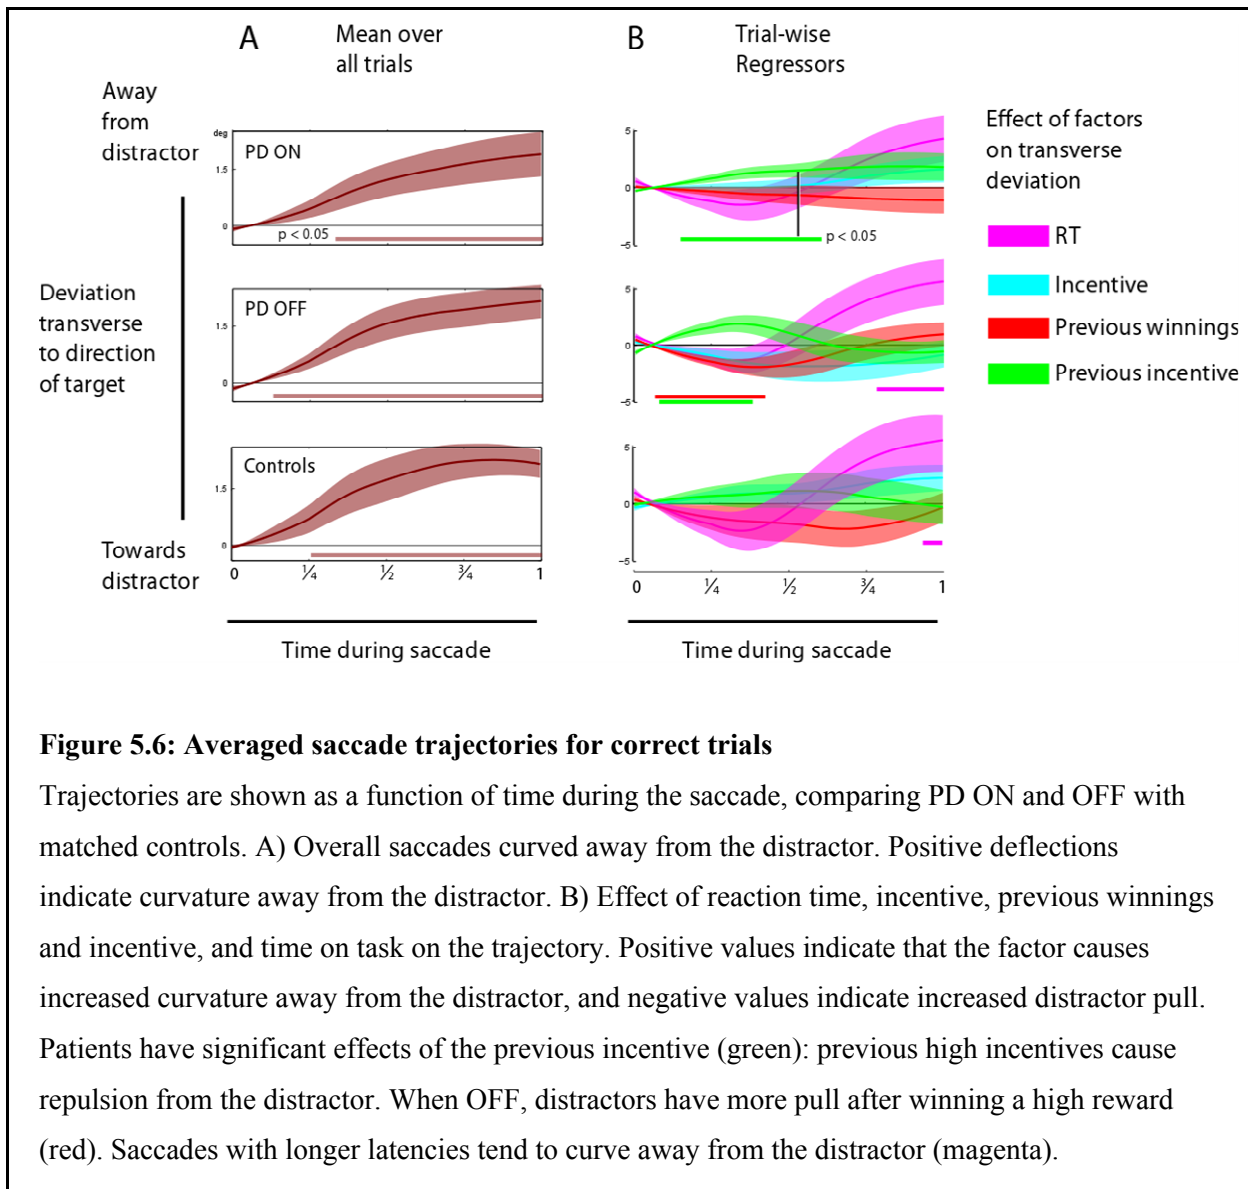 A
Mean over
all trials
B
Trial-wise
Regressors
Away
from
distractor
Deviation
transverse
to direction
of target
Towards
distractor
deg
1.5
0
PD ON
p < 0.05
1.5
0
PD OFF
1.5
0
Controls
0
¼
½
¾
1
Time during saccade
5
0
−5
p < 0.05
5
0
−5
5
0
−5
0
¼
½
¾
1
Time during saccade
Effect of factors
on transverse
deviation
RT
Incentive
Previous winnings
Previous incentive
Figure 5.6: Averaged saccade trajectories for correct trials
Trajectories are shown as a function of time during the saccade, comparing PD ON and OFF with
matched controls. A) Overall saccades curved away from the distractor. Positive deflections
indicate curvature away from the distractor. B) Effect of reaction time, incentive, previous winnings
and incentive, and time on task on the trajectory. Positive values indicate that the factor causes
increased curvature away from the distractor, and negative values indicate increased distractor pull.
Patients have significant effects of the previous incentive (green): previous high incentives cause
repulsion from the distractor. When OFF, distractors have more pull after winning a high reward
(red). Saccades with longer latencies tend to curve away from the distractor (magenta).